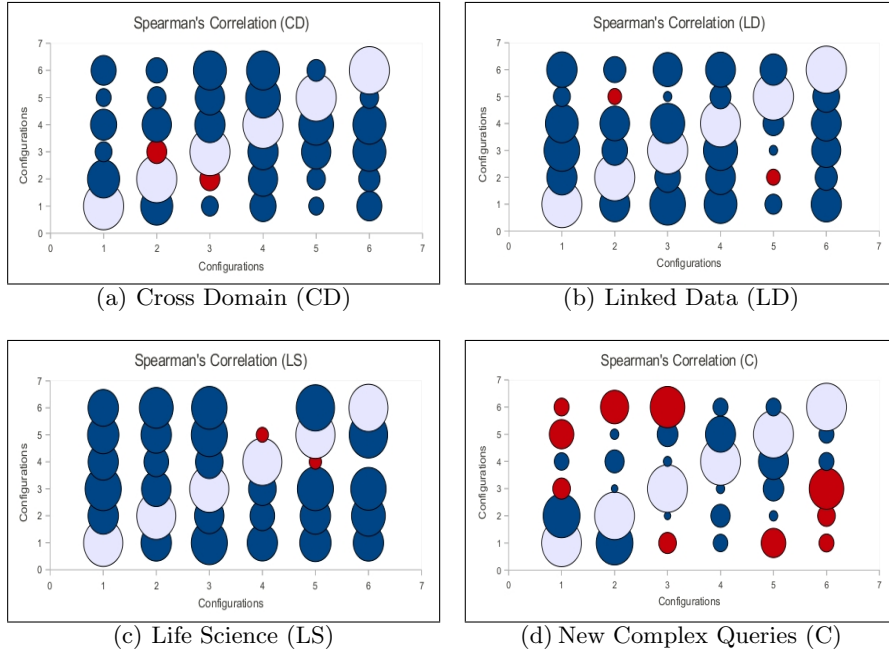 Spearman's Correlation (CD)
7
6
5
4
3
2
1
0
Configurations
0 1 2 3 4 5 6 7
Configurations
(a) Cross Domain (CD)
Spearman's Correlation (LD)
7
6
5
4
3
2
1
0
Configurations
0 1 2 3 4 5 6 7
Configurations
(b) Linked Data (LD)
Spearman's Correlation (LS)
7
6
5
4
3
2
1
0
Configurations
0 1 2 3 4 5 6 7
Configurations
(c) Life Science (LS)
Spearman's Correlation (C)
7
6
5
4
3
2
1
0
Configurations
0 1 2 3 4 5 6 7
Configurations
(d) New Complex Queries (C)